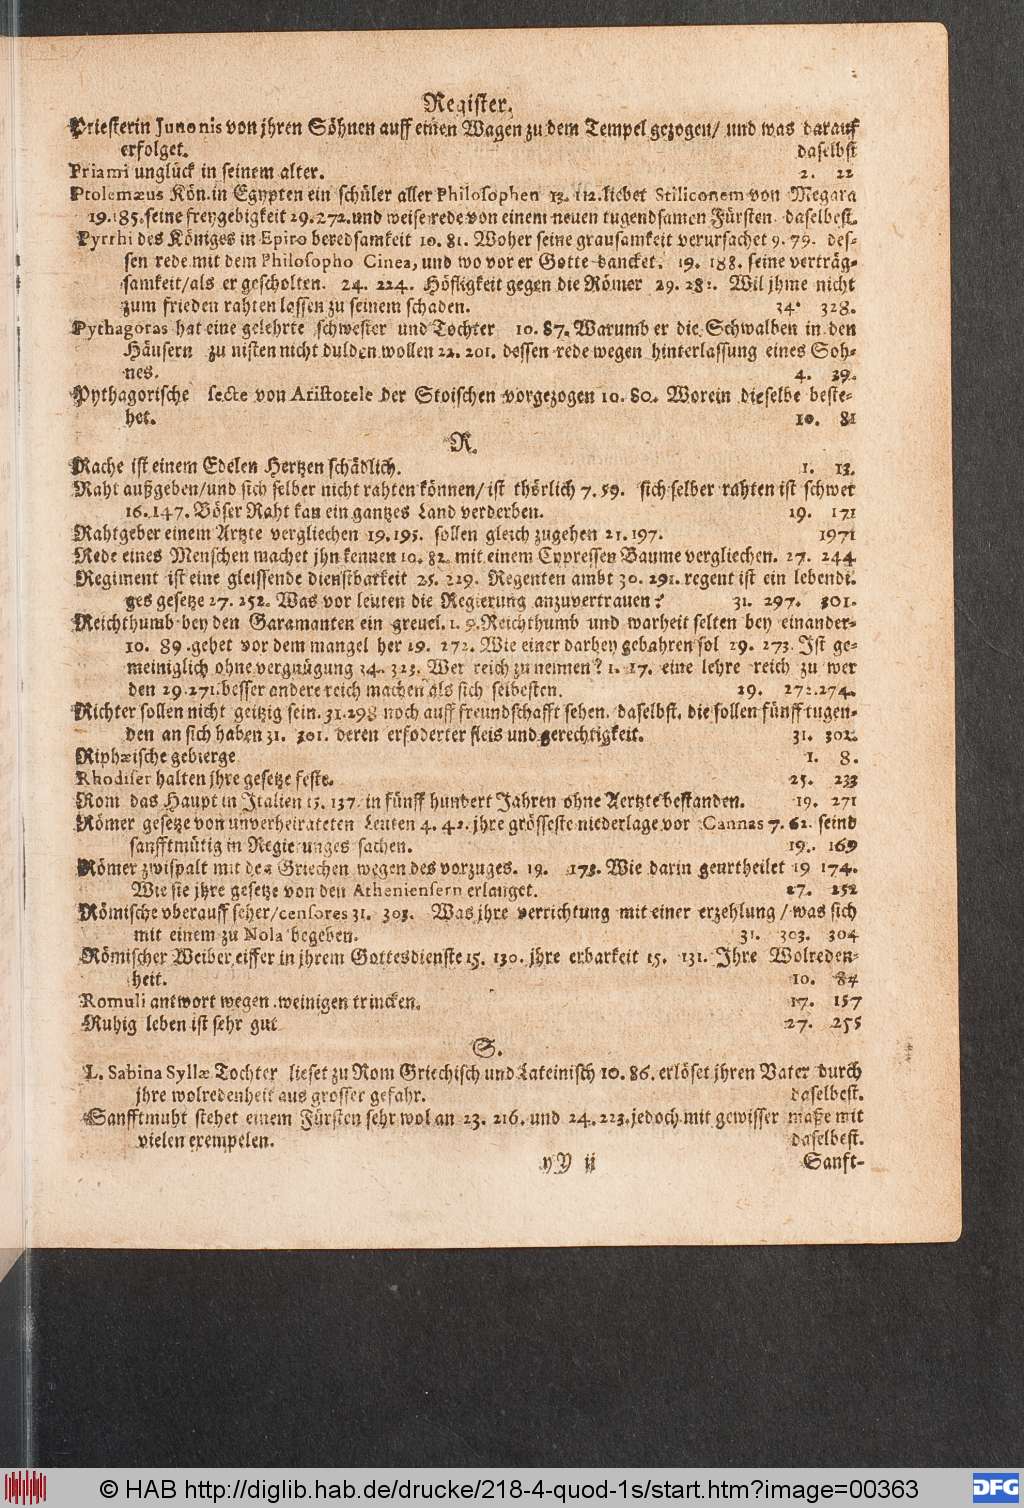 Register.
Priesterin Junonis von jhren Söhnen auff einen Wagen zu dem Tempel gezogen/ und was darauf
erfolget. daselbst
Priami unglück in seinem alter. 2. 22
Ptolemæus Kön. in Egypten ein schüler aller Philosophen 13. 112. liebet Stiliconem von Megara
19. 185. seine freygebigkeit 29. 272. und weise rede von einem neuen tugendsamen Fürsten. daselbst.
Pyrrhi des Königes in Epiro beredsamkeit 10. 81. Woher seine grausamkeit verursachet 9. 79. des-
sen rede mit dem Philosopho Cinea, und wo vor er Gotte dancket. 19. 188. seine verträg-
samkeit/als er gescholten. 24. 224. Höfligkeit gegen die Römer 29. 281. Wil jhme nicht
zum frieden rahten lassen zu seinem schaden. 34. 328.
Pythagoras hat eine gelehrte schwester und Tochter 10. 87. Warumb er die Schwalben in den
Häusern zu nisten nicht dulden wollen 22. 201. dessen rede wegen hinterlassung eines Soh-
nes. 4. 39.
Pythagorische secte von Aristotele der Stoischen vorgezogen 10. 80. Worein dieselbe beste-
het. 10. 81
R.
Rache ist einem Edelen Hertzen schädlich. 1. 13.
Raht außgeben/und sich selber nicht rahten können/ist thörlich 7. 59. sich selber rahten ist schwer
16. 147. Böser Raht kan ein gantzes Land verderben. 19. 171
Rahtgeber einem Artzte vergliechen 19. 195. sollen gleich zugehen 21. 197. 1971
Rede eines Menschen machet jhn kennen 10. 82. mit einem Cypressen Baume vergliechen. 27. 244
Regiment ist eine gleissende dienstbarkeit 25. 229. Regenten ambt 30. 291. regent ist ein lebendi.
ges gesetze 27. 252. Was vor leuten die Regierung anzuvertrauen? 31. 297. 301.
Reichthumb bey den Garamanten ein greuel. 1. 9. Reichthumb und warheit selten bey einander-
10. 89. gehet vor dem mangel her 19. 272. Wie einer darbey gebahren sol 29. 273. Ist ge-
meiniglich ohne vergnügung 34. 323. Wer reich zu nennen? 1. 17. eine lehre reich zu wer
den 29. 271. besser andere reich machen als sich selbesten. 29. 272. 274.
Richter sollen nicht geitzig sein. 31. 298 noch auff freundschafft sehen. daselbst. die sollen fünff tugen-
den an sich haben 31. 301. deren erfoderter fleis und gerechtigkeit. 31. 302.
Riphæische gebierge 1. 8.
Rhodiser halten jhre gesetze feste. 25. 233
Rom das Haupt in Italien 15. 137. in fünff hundert Jahren ohne Aertzte bestanden. 19. 271
Römer gesetze von unverheirateten Leuten 4. 42. jhre grösseste niederlage vor Cannas 7. 62. seind
sanfftmütig in Regierunges sachen. 19. 169
Römer zwispalt mit den Griechen wegen des vorzuges. 19. 173. Wie darin geurtheilet 19 174.
Wie sie jhre gesetze von den Atheniensern erlanget. 27. 252
Römische vberauff seher/censores 31. 303. Was jhre verrichtung mit einer erzehlung/was sich
mit einem zu Nola begeben. 31. 303. 304
Römischer Weiber eiffer in jhrem Gottesdienste 15. 130. jhre erbarkeit 15. 131. Ihre Wolreden-
heit. 10. 84
Romuli antwort wegen weinigen trincken. 17. 157
Ruhig leben ist sehr gut 27. 255
S.
L. Sabina Syllæ Tochter lieset zu Rom Griechisch und Lateinisch 10. 86. erlöset jhren Vater durch
jhre wolredenheit aus grosser gefahr. daselbest.
Sanfftmuht stehet einem Fürsten sehr wol an 23. 216. und 24. 223. jedoch mit gewisser maße mit
vielen exempelen. daselbest.
yY ij Sanft-
© HAB http://diglib.hab.de/drucke/218-4-quod-1s/start.htm?image=00363
DFG